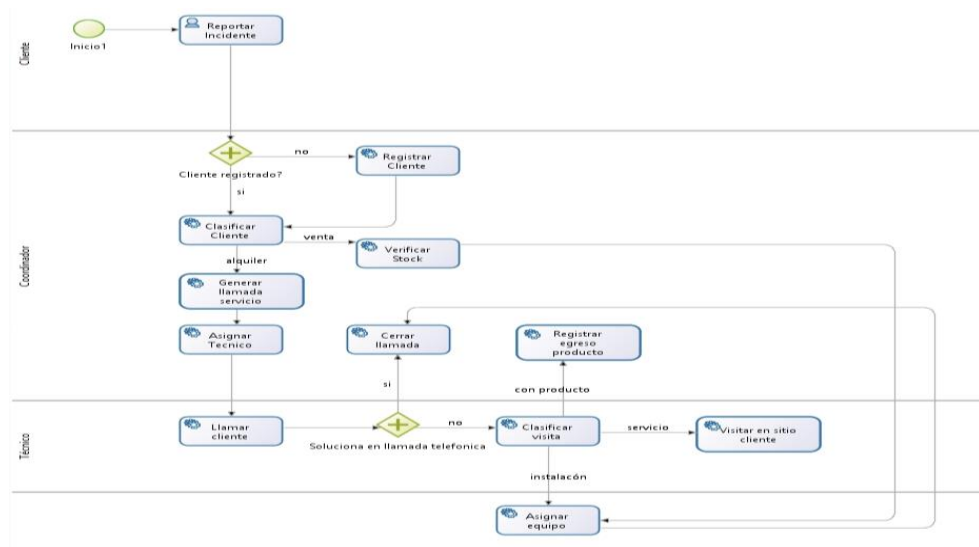 Cliente
Inicio1
Reportar
Incidente
Coordinador
Cliente registrado?
no
Registrar
Cliente
si
Clasificar
Cliente
venta
Verificar
Stock
alquiler
Generar
llamada
servicio
Asignar
Tecnico
Cerrar
llamada
Registrar
egreso
producto
si
con producto
Técnico
Llamar
cliente
Soluciona en llamada telefonica
no
Clasificar
visita
servicio
Visitar en sitio
cliente
instalacón
Asignar
equipo